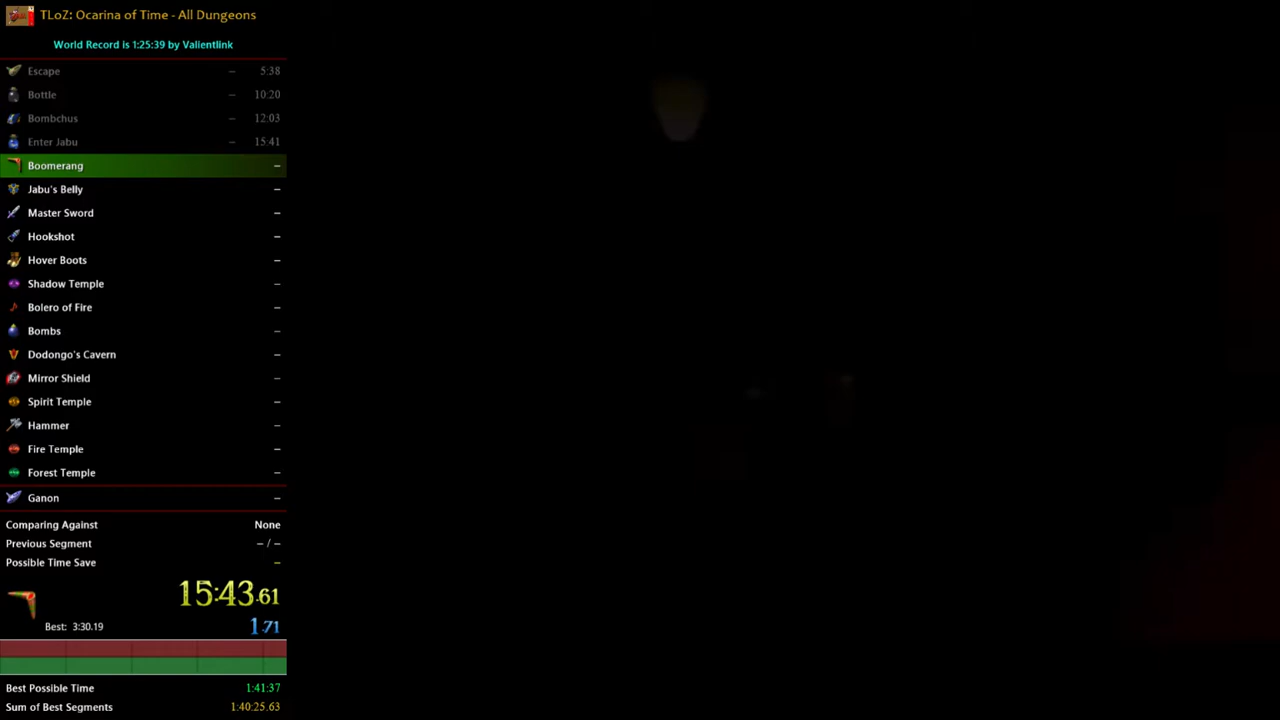 TLoZ: Ocarina of Time - All Dungeons
World Record is 1:25:39 by Valientlink
Escape – 5:38
Bottle – 10:20
Bombchus – 12:03
Enter Jabu – 15:41
Boomerang –
Jabu's Belly –
Master Sword –
Hookshot –
Hover Boots –
Shadow Temple –
Bolero of Fire –
Bombs –
Dodongo's Cavern –
Mirror Shield –
Spirit Temple –
Hammer –
Fire Temple –
Forest Temple –
Ganon –
Comparing Against None
Previous Segment – / –
Possible Time Save –
15:43.61
Best: 3:30.19 1.71
Best Possible Time 1:41:37
Sum of Best Segments 1:40:25.63